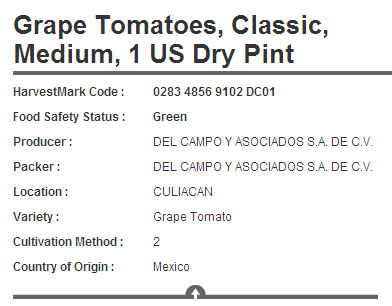 Grape Tomatoes, Classic,
Medium, 1 US Dry Pint
HarvestMark Code : 0283 4856 9102 DC01
Food Safety Status : Green
Producer : DEL CAMPO Y ASOCIADOS S.A. DE C.V.
Packer : DEL CAMPO Y ASOCIADOS S.A. DE C.V.
Location : CULIACAN
Variety : Grape Tomato
Cultivation Method : 2
Country of Origin : Mexico